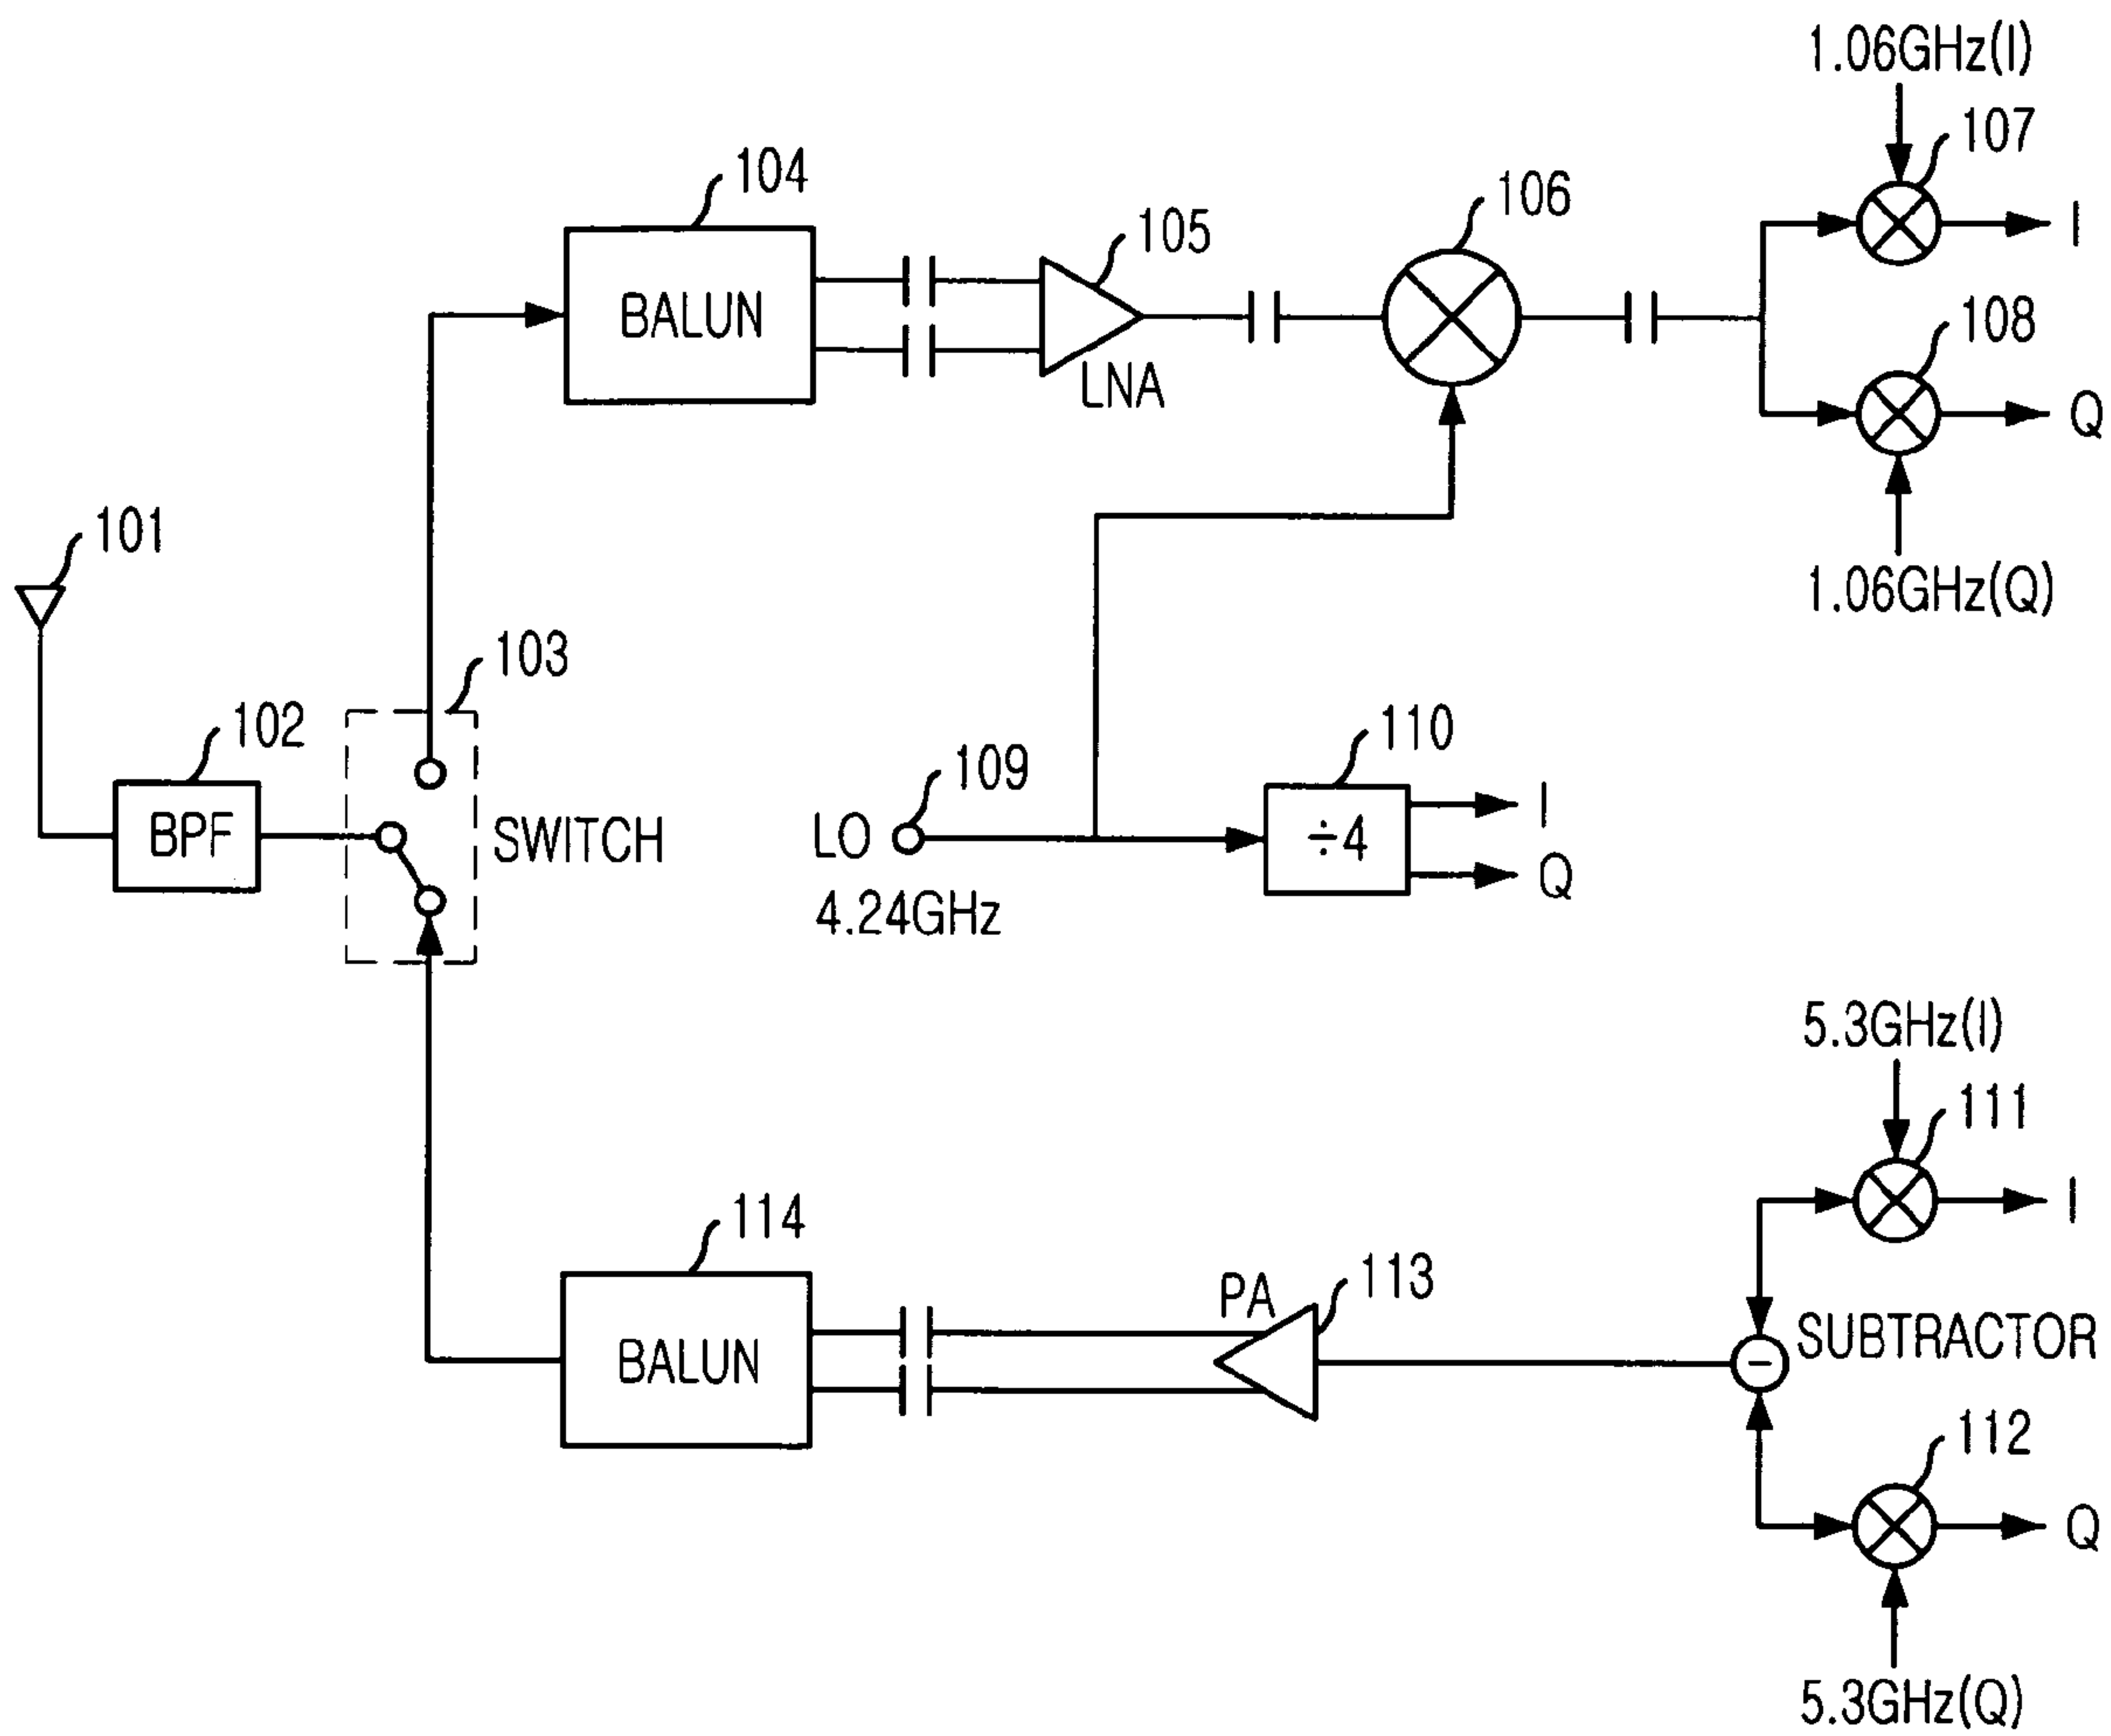 1.06GHz(I)
107
104
106
105
I
BALUN
108
LNA
Q
101
1.06GHz(Q)
103
102
110
109
I
BPF
SWITCH
LO
÷4
Q
4.24GHz
5.3GHz(I)
111
114
I
PA
113
SUBTRACTOR
−
BALUN
112
Q
5.3GHz(Q)